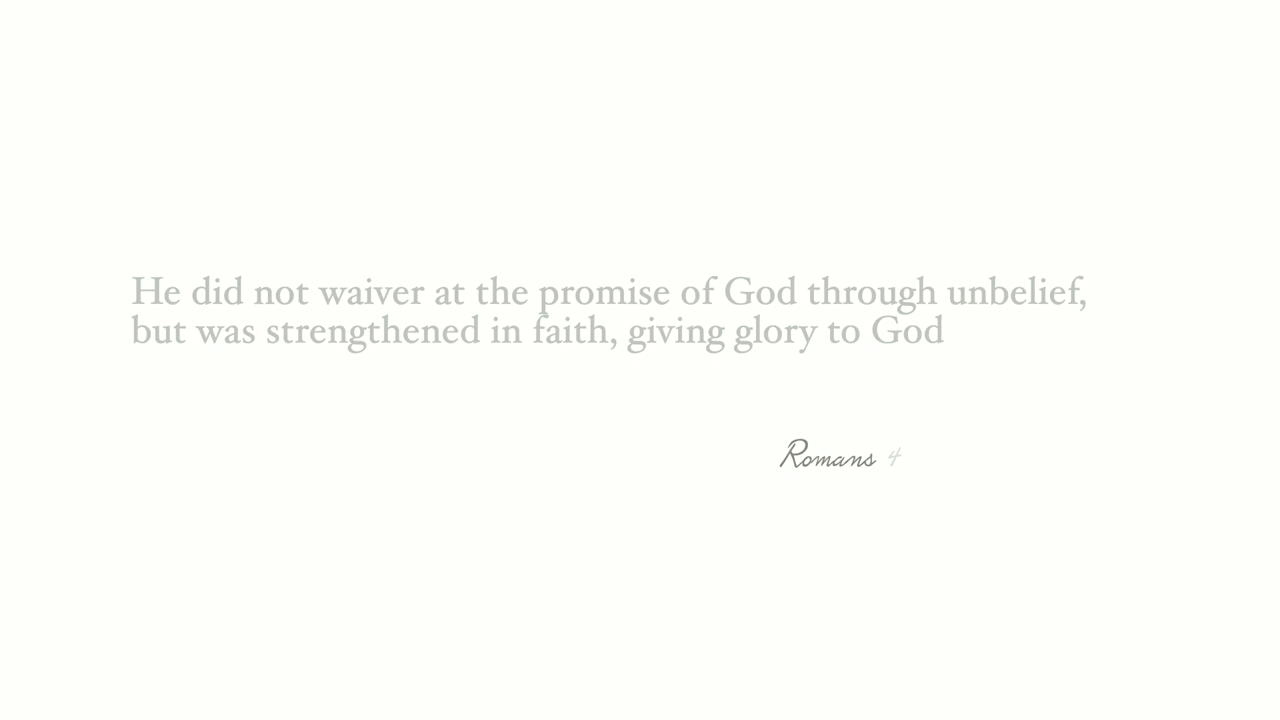 He did not waiver at the promise of God through unbelief,
but was strengthened in faith, giving glory to God
Romans 4